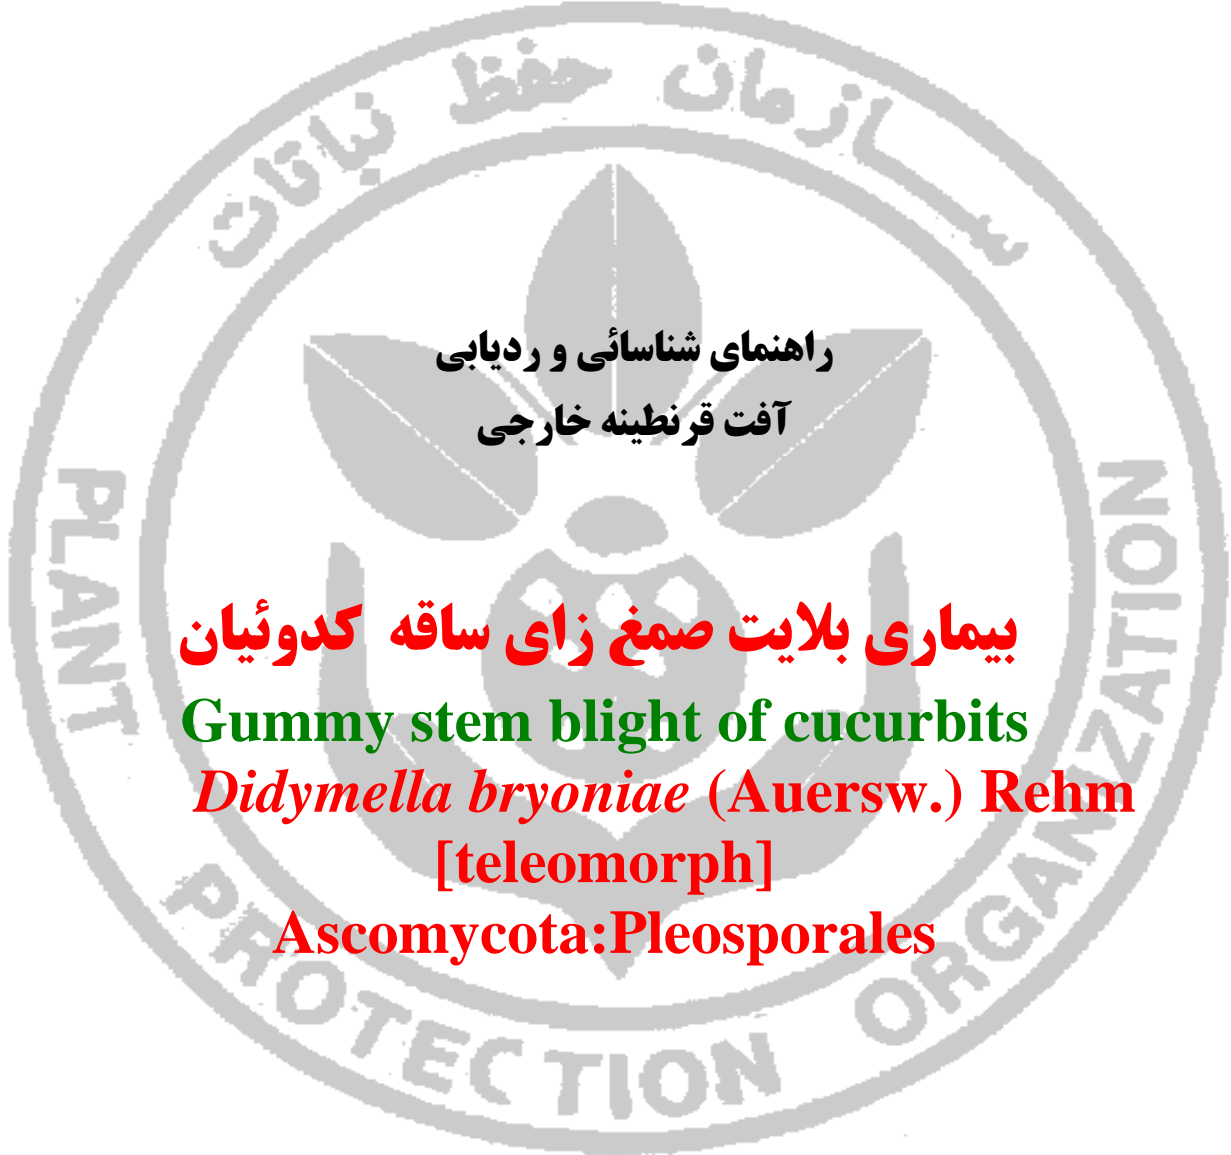 سازمان حفظ نباتات
راهنمای شناسائی و ردیابی
آفت قرنطینه خارجی
بیماری بلایت صمغ زای ساقه کدوئیان
Gummy stem blight of cucurbits
Didymella bryoniae (Auersw.) Rehm
[teleomorph]
Ascomycota:Pleosporales
PLANT PROTECTION ORGANIZATION